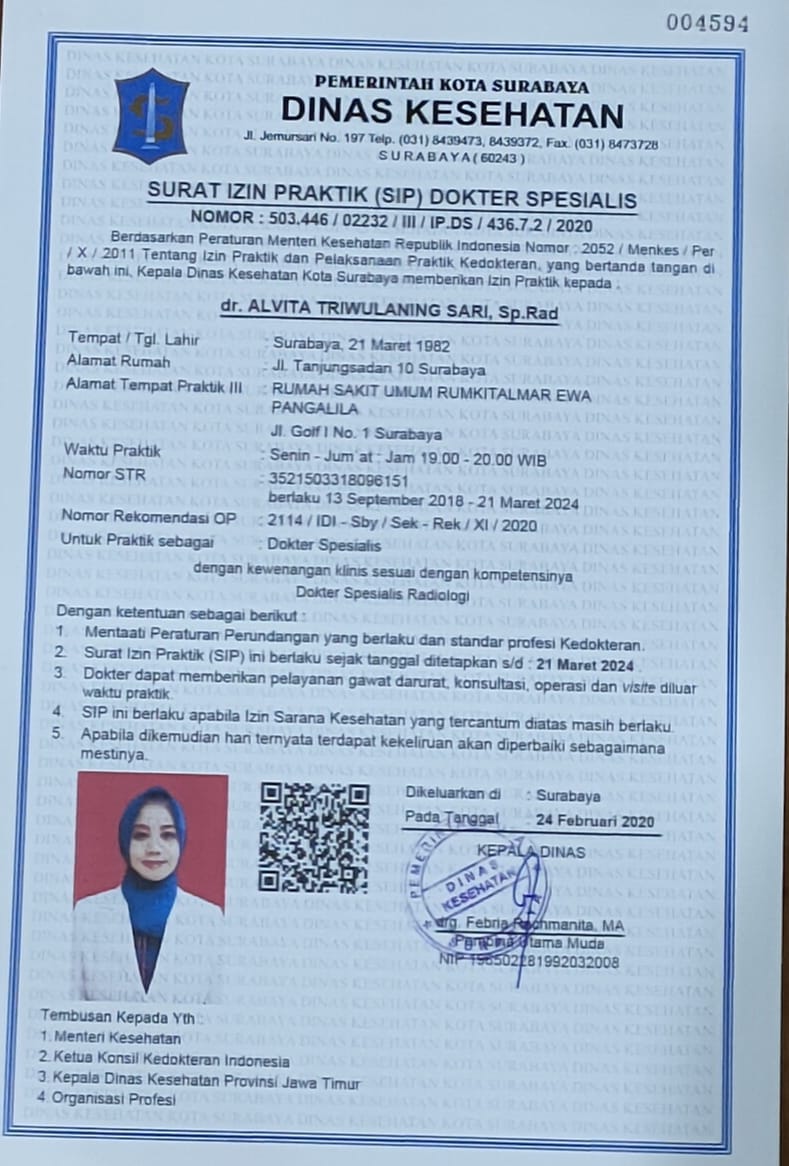 004594
PEMERINTAH KOTA SURABAYA
DINAS KESEHATAN
Jl. Jemursari No. 197 Telp. (031) 8439473, 8439372, Fax. (031) 8473728
SURABAYA ( 60243 )
SURAT IZIN PRAKTIK (SIP) DOKTER SPESIALIS
NOMOR : 503.446 / 02232 / III / IP.DS / 436.7.2 / 2020
Berdasarkan Peraturan Menteri Kesehatan Republik Indonesia Nomor : 2052 / Menkes / Per
/ X / 2011 Tentang Izin Praktik dan Pelaksanaan Praktik Kedokteran, yang bertanda tangan di
bawah ini, Kepala Dinas Kesehatan Kota Surabaya memberikan Izin Praktik kepada :
dr. ALVITA TRIWULANING SARI, Sp.Rad
Tempat / Tgl. Lahir : Surabaya, 21 Maret 1982
Alamat Rumah : Jl. Tanjungsadari 10 Surabaya
Alamat Tempat Praktik III : RUMAH SAKIT UMUM RUMKITALMAR EWA
PANGALILA
Jl. Golf I No. 1 Surabaya
Waktu Praktik : Senin - Jum'at : Jam 19.00 - 20.00 WIB
Nomor STR : 3521503318096151
berlaku 13 September 2018 - 21 Maret 2024
Nomor Rekomendasi OP : 2114 / IDI - Sby / Sek - Rek / XI / 2020
Untuk Praktik sebagai : Dokter Spesialis
dengan kewenangan klinis sesuai dengan kompetensinya
Dokter Spesialis Radiologi
Dengan ketentuan sebagai berikut :
1. Mentaati Peraturan Perundangan yang berlaku dan standar profesi Kedokteran.
2. Surat Izin Praktik (SIP) ini berlaku sejak tanggal ditetapkan s/d : 21 Maret 2024
3. Dokter dapat memberikan pelayanan gawat darurat, konsultasi, operasi dan visite diluar
waktu praktik.
4. SIP ini berlaku apabila Izin Sarana Kesehatan yang tercantum diatas masih berlaku.
5. Apabila dikemudian hari ternyata terdapat kekeliruan akan diperbaiki sebagaimana
mestinya.
Dikeluarkan di : Surabaya
Pada Tanggal : 24 Februari 2020
KEPALA DINAS
DINAS
KESEHATAN
drg. Febria Rachmanita, MA
Pembina Utama Muda
NIP 196502281992032008
Tembusan Kepada Yth :
1. Menteri Kesehatan
2. Ketua Konsil Kedokteran Indonesia
3. Kepala Dinas Kesehatan Provinsi Jawa Timur
4. Organisasi Profesi